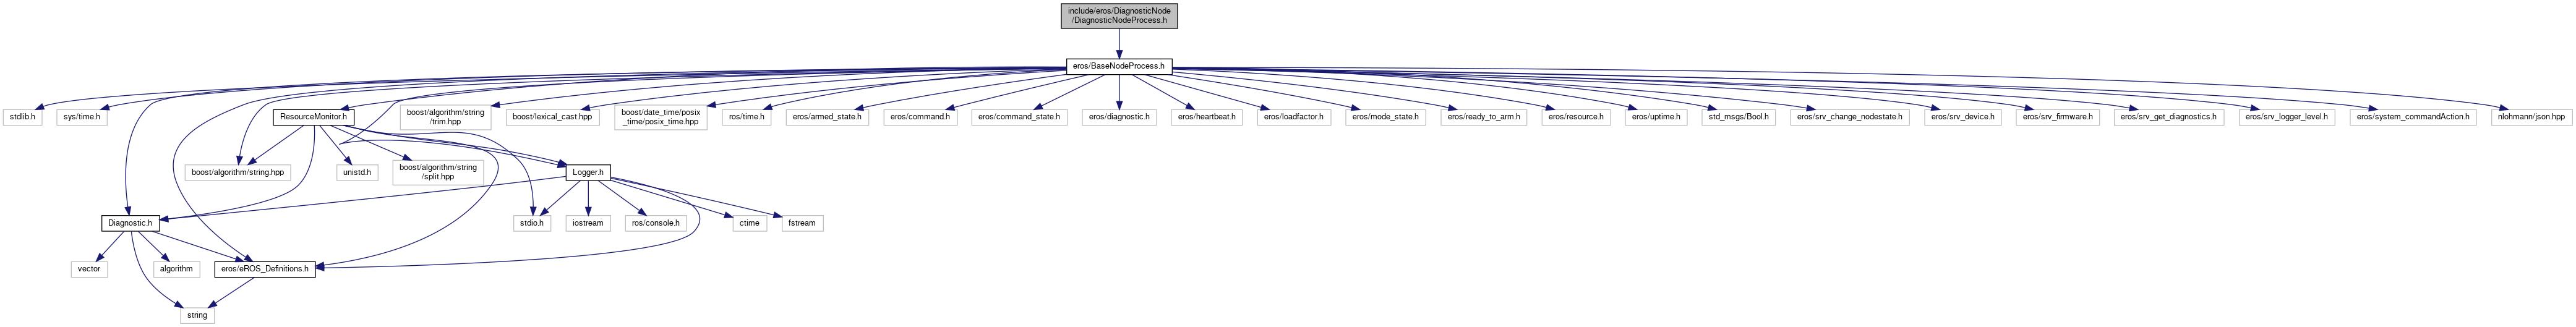 include/eros/DiagnosticNode
/DiagnosticNodeProcess.h
eros/BaseNodeProcess.h
stdlib.h
sys/time.h
ResourceMonitor.h
boost/algorithm/string
/trim.hpp
boost/lexical_cast.hpp
boost/date_time/posix
_time/posix_time.hpp
ros/time.h
eros/armed_state.h
eros/command.h
eros/command_state.h
eros/diagnostic.h
eros/heartbeat.h
eros/loadfactor.h
eros/mode_state.h
eros/ready_to_arm.h
eros/resource.h
eros/uptime.h
std_msgs/Bool.h
eros/srv_change_nodestate.h
eros/srv_device.h
eros/srv_firmware.h
eros/srv_get_diagnostics.h
eros/srv_logger_level.h
eros/system_commandAction.h
nlohmann/json.hpp
boost/algorithm/string.hpp
unistd.h
boost/algorithm/string
/split.hpp
Logger.h
Diagnostic.h
stdio.h
iostream
ros/console.h
ctime
fstream
vector
algorithm
eros/eROS_Definitions.h
string